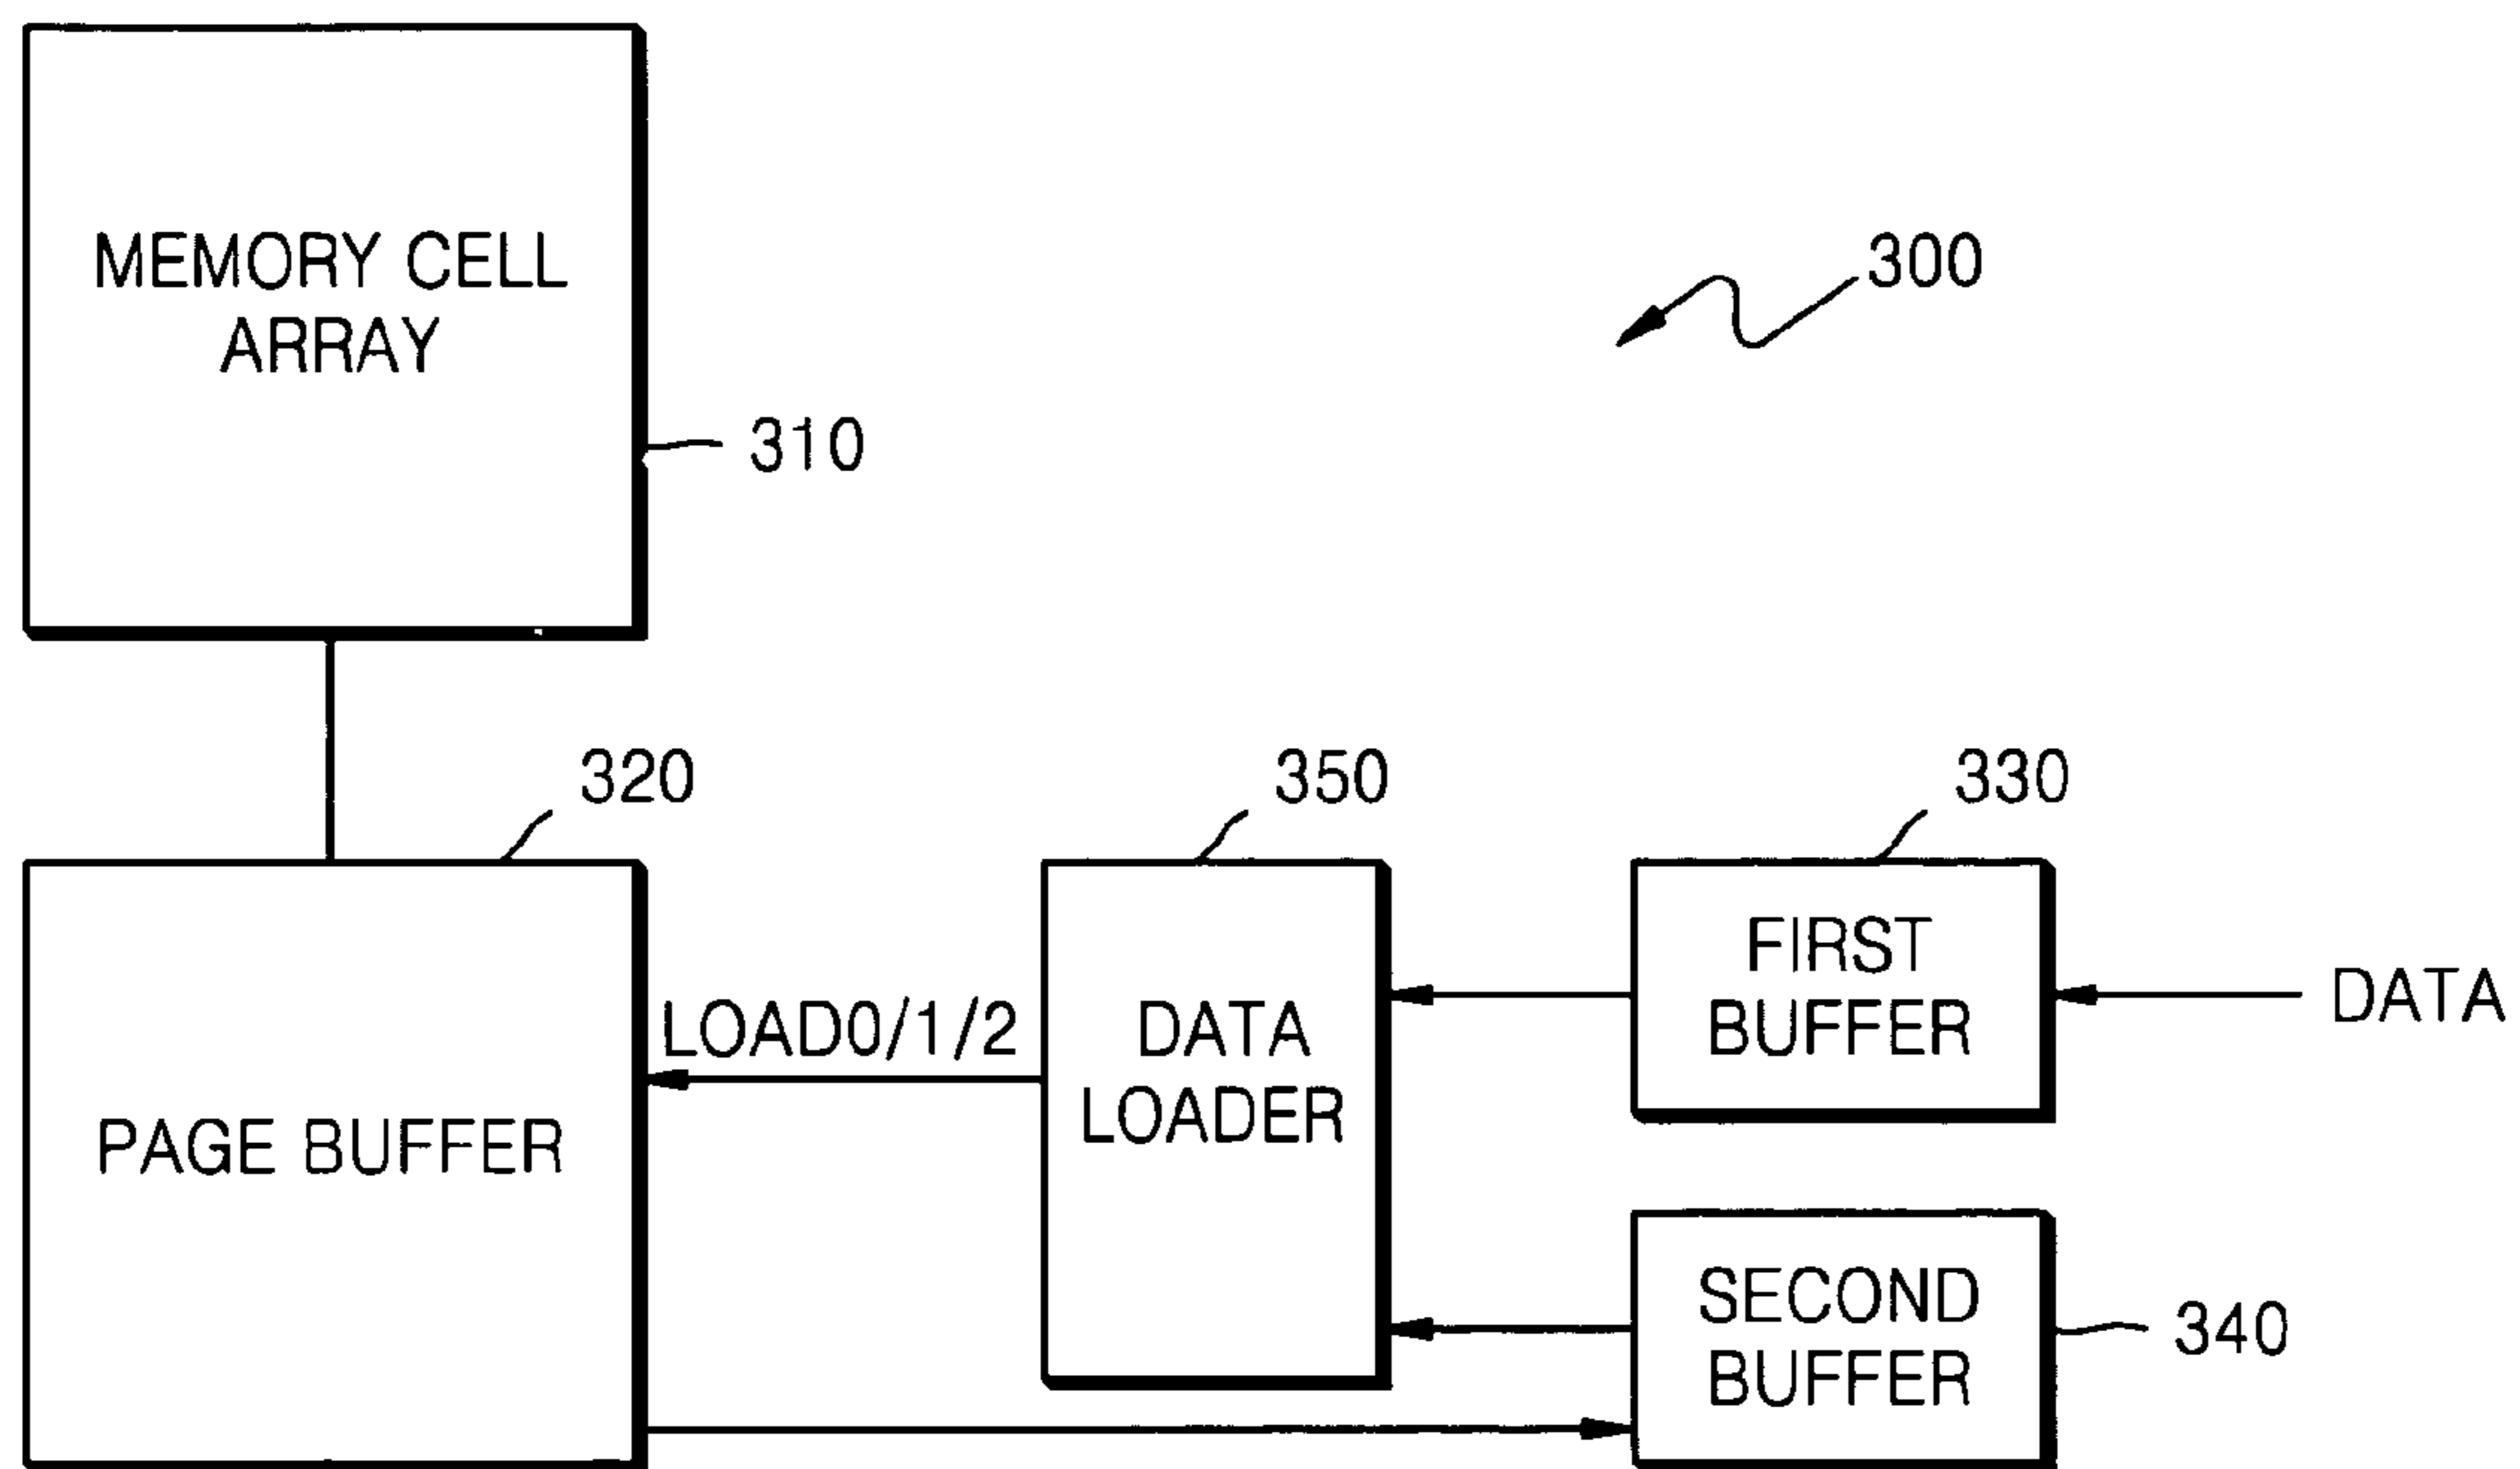 MEMORY CELL
ARRAY
300
310
320
350
330
FIRST
BUFFER
DATA
LOAD0/1/2
DATA
LOADER
PAGE BUFFER
SECOND
BUFFER
340